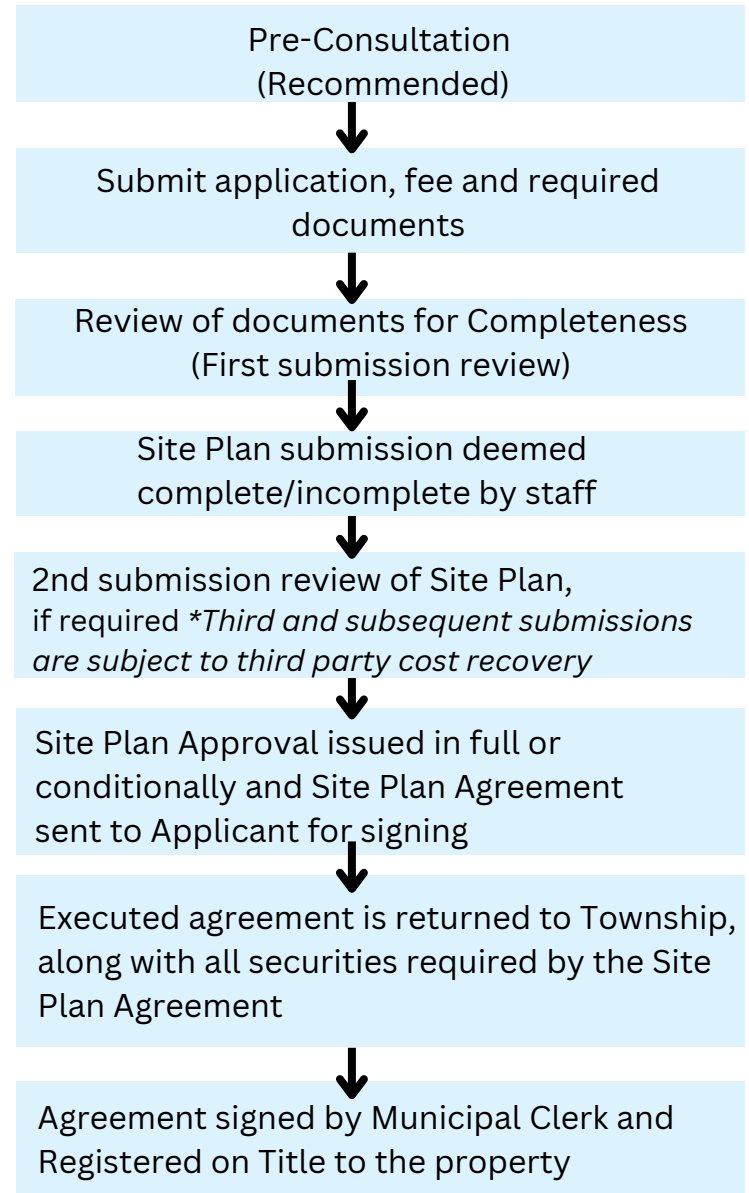 Pre-Consultation
(Recommended)
Submit application, fee and required
documents
Review of documents for Completeness
(First submission review)
Site Plan submission deemed
complete/incomplete by staff
2nd submission review of Site Plan,
if required *Third and subsequent submissions
are subject to third party cost recovery
Site Plan Approval issued in full or
conditionally and Site Plan Agreement
sent to Applicant for signing
Executed agreement is returned to Township,
along with all securities required by the Site
Plan Agreement
Agreement signed by Municipal Clerk and
Registered on Title to the property